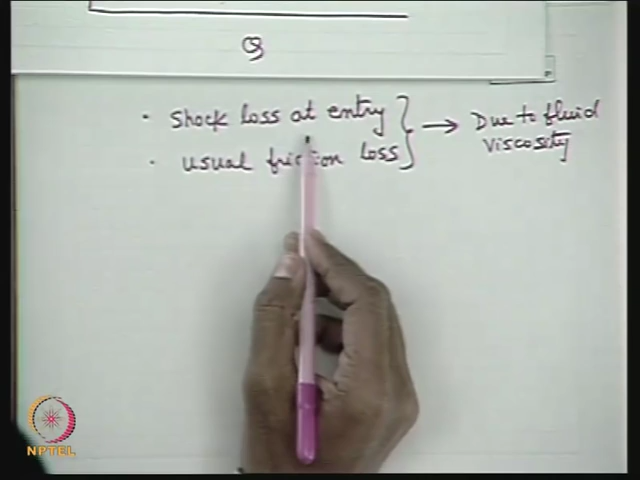 Q
· Shock loss at entry
· usual friction loss
Due to fluid
viscosity
NPTEL